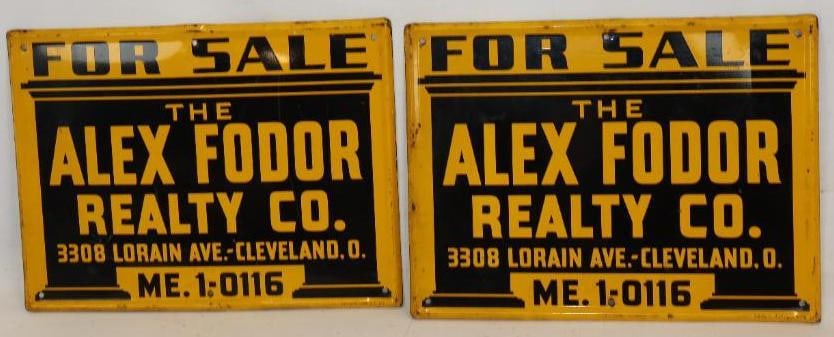 FOR SALE
THE
ALEX FODOR
REALTY CO.
3308 LORAIN AVE.-CLEVELAND, O.
ME. 1-0116
FOR SALE
THE
ALEX FODOR
REALTY CO.
3308 LORAIN AVE.-CLEVELAND, O.
ME. 1-0116